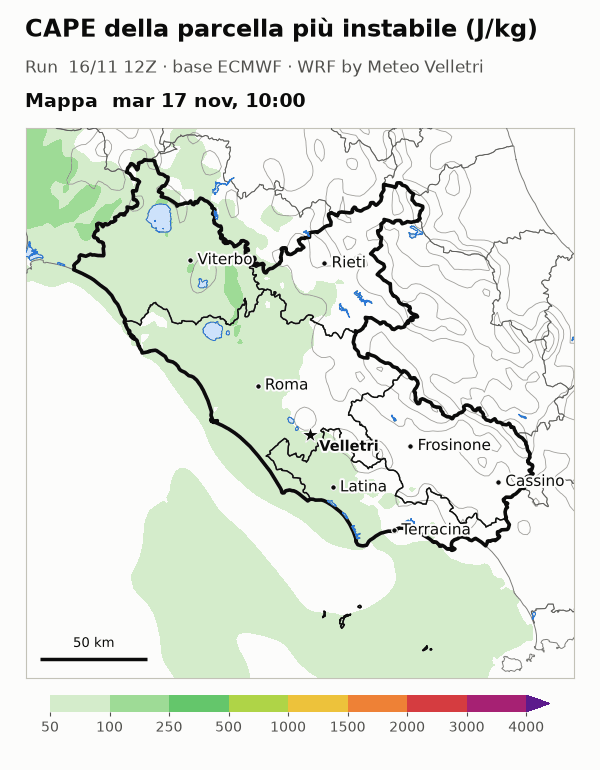 CAPE della parcella più instabile (J/kg)
Run  16/11 12Z · base ECMWF · WRF by Meteo Velletri
Mappa  mar 17 nov, 10:00
Viterbo
Rieti
Roma
Velletri
Frosinone
Cassino
Latina
Terracina
50 km
50 100 250 500 1000 1500 2000 3000 4000